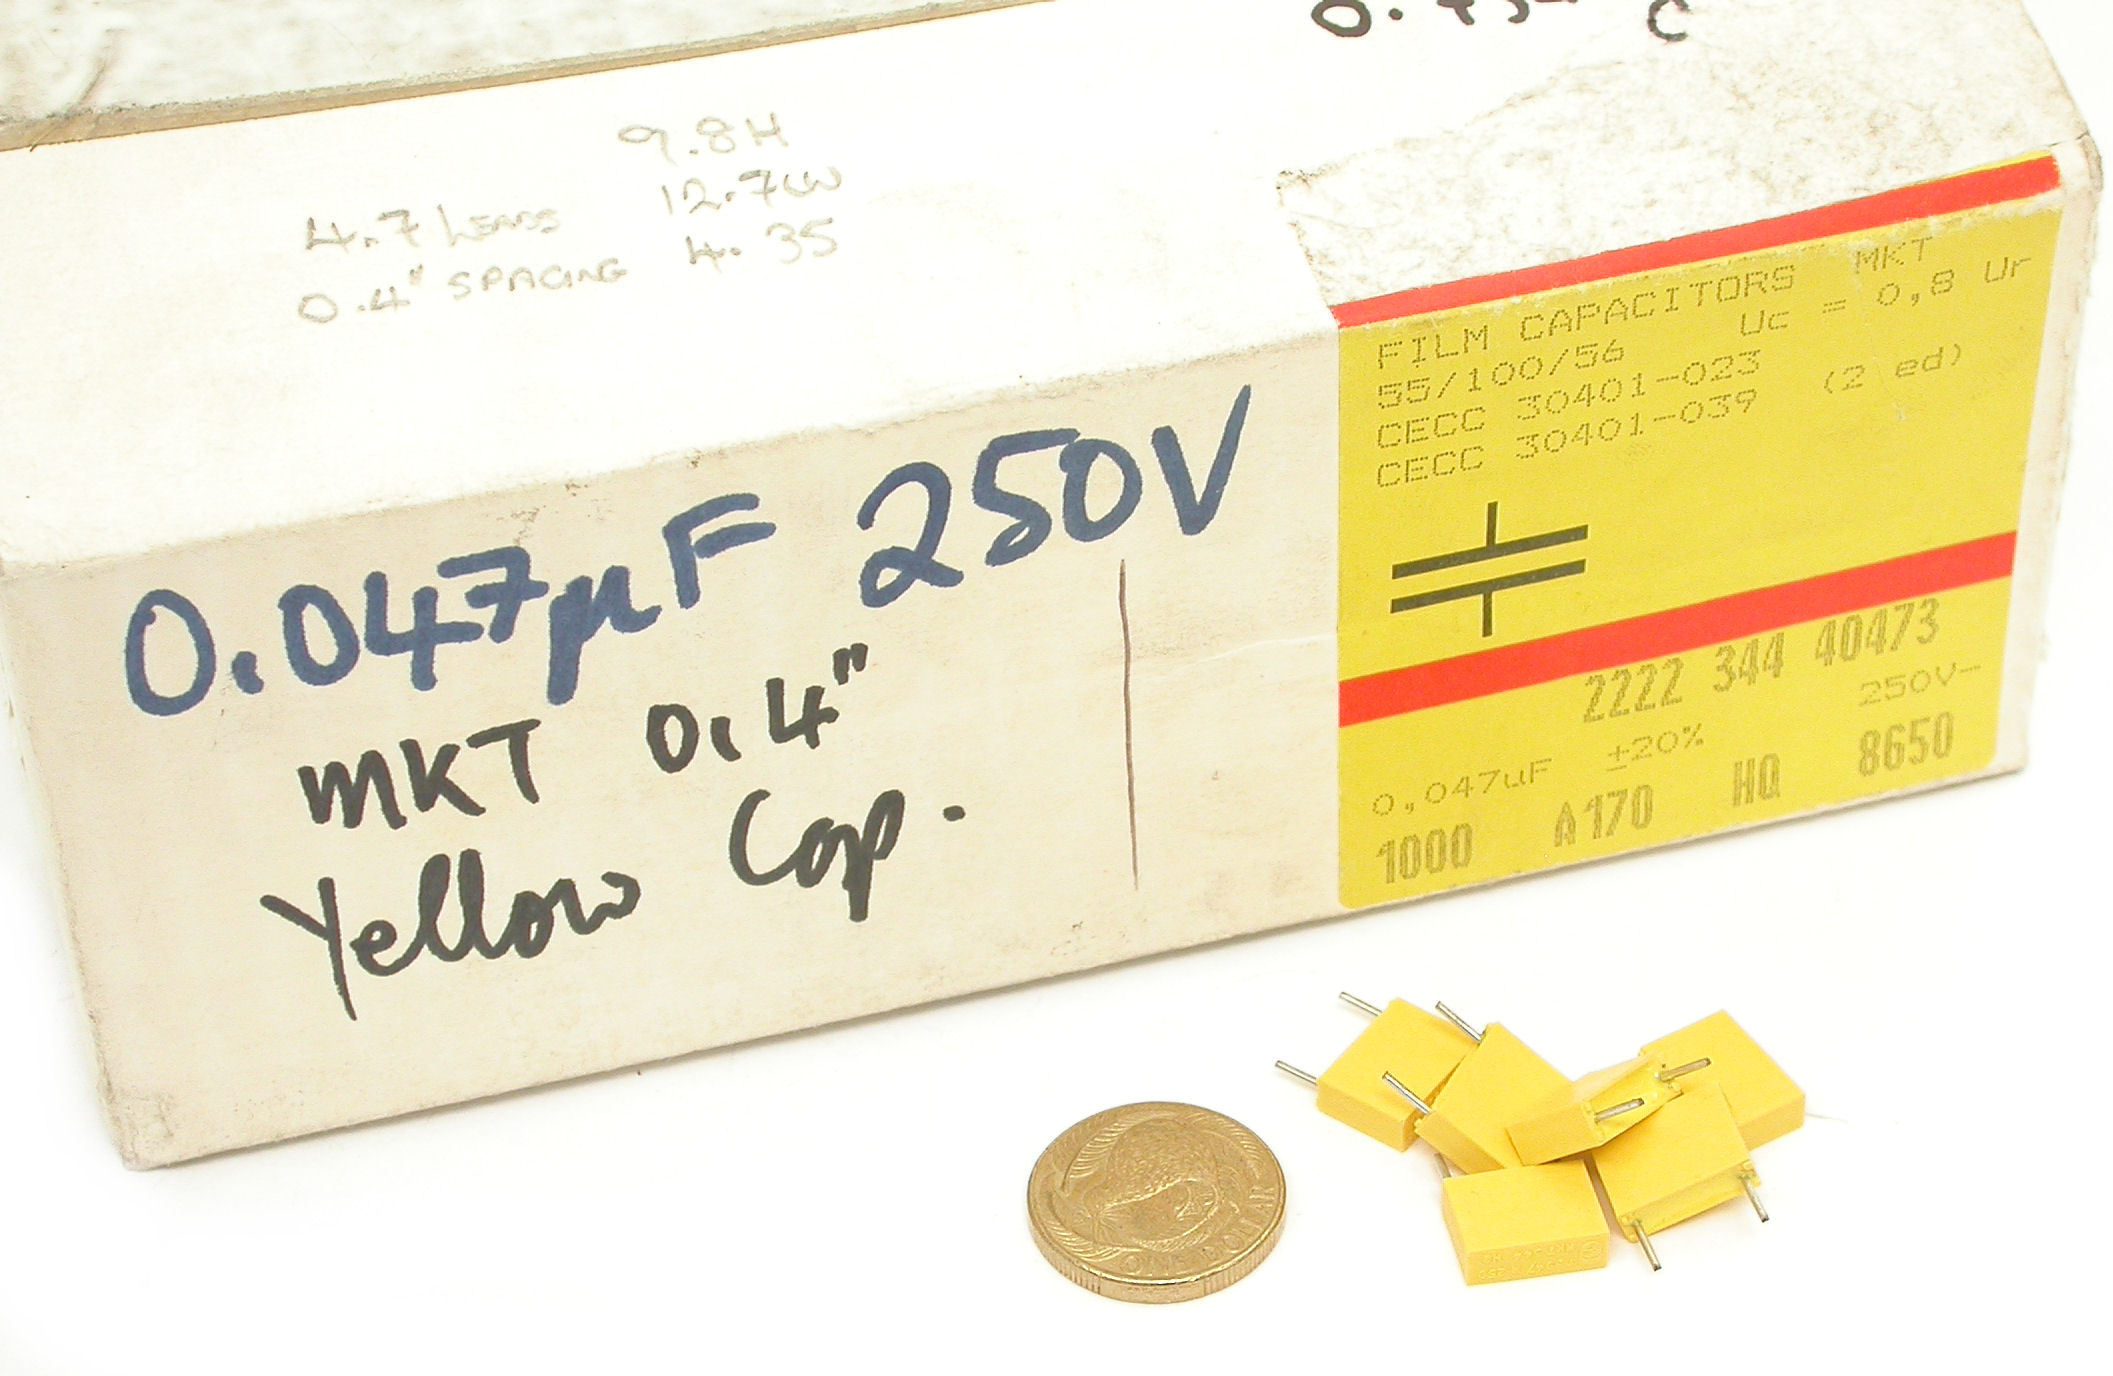 9.8H
12.7W
4.7 LEADS 4.35
0.4" SPACING
0.047µF 250V
MKT 0.4"
Yellow Cap.
FILM CAPACITORS MKT
55/100/56 Uc = 0,8 Ur
CECC 30401-023
CECC 30401-039 (2 ed)
2222 344 40473
0,047uF ±20% 250V-
1000 A170 HQ 8650
ONE DOLLAR